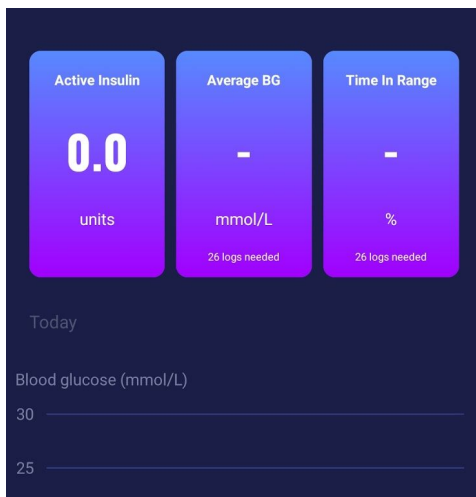 Active Insulin
0.0
units
Average BG
-
mmol/L
26 logs needed
Time In Range
-
%
26 logs needed
Today
Blood glucose (mmol/L)
30
25